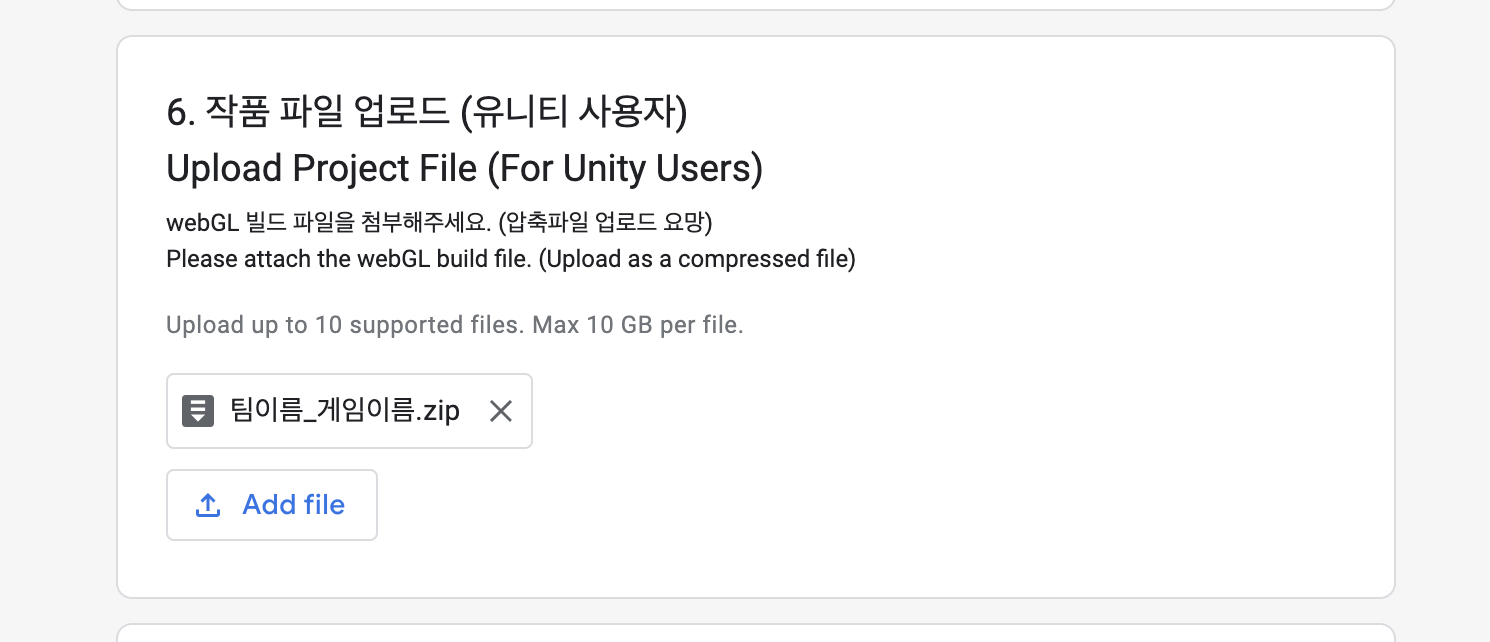 6. 작품 파일 업로드 (유니티 사용자)
Upload Project File (For Unity Users)
webGL 빌드 파일을 첨부해주세요. (압축파일 업로드 요망)
Please attach the webGL build file. (Upload as a compressed file)
Upload up to 10 supported files. Max 10 GB per file.
팀이름_게임이름.zip
Add file